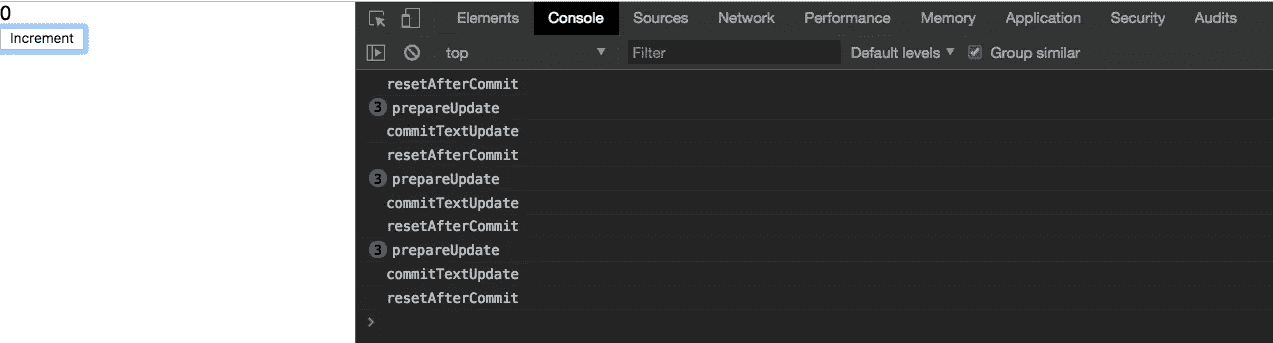 0
Increment
Elements Console Sources Network Performance Memory Application Security Audits
top Filter Default levels Group similar
resetAfterCommit
3 prepareUpdate
commitTextUpdate
resetAfterCommit
3 prepareUpdate
commitTextUpdate
resetAfterCommit
3 prepareUpdate
commitTextUpdate
resetAfterCommit